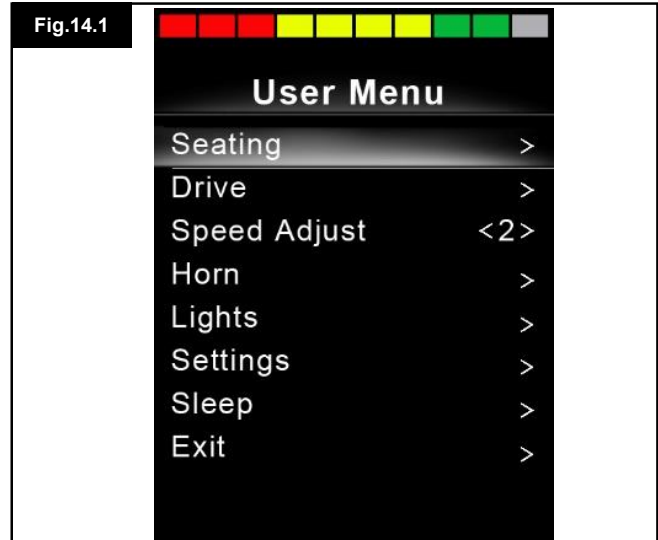 Fig.14.1
User Menu
Seating >
Drive >
Speed Adjust <2>
Horn >
Lights >
Settings >
Sleep >
Exit >